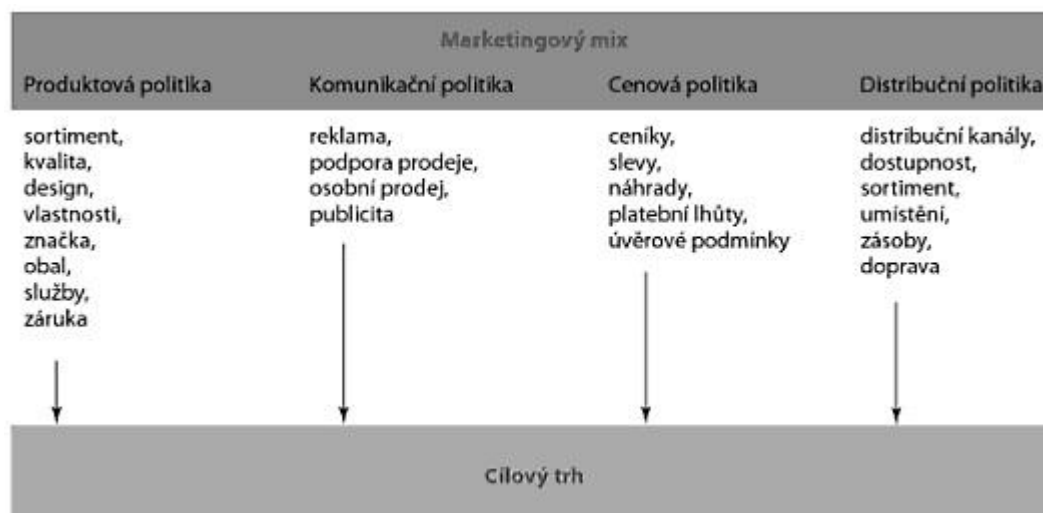 Marketingový mix
Produktová politika
Komunikační politika
Cenová politika
Distribuční politika
sortiment,
kvalita,
design,
vlastnosti,
značka,
obal,
služby,
záruka
reklama,
podpora prodeje,
osobní prodej,
publicita
ceníky,
slevy,
náhrady,
platební lhůty,
úvěrové podmínky
distribuční kanály,
dostupnost,
sortiment,
umístění,
zásoby,
doprava
Cílový trh